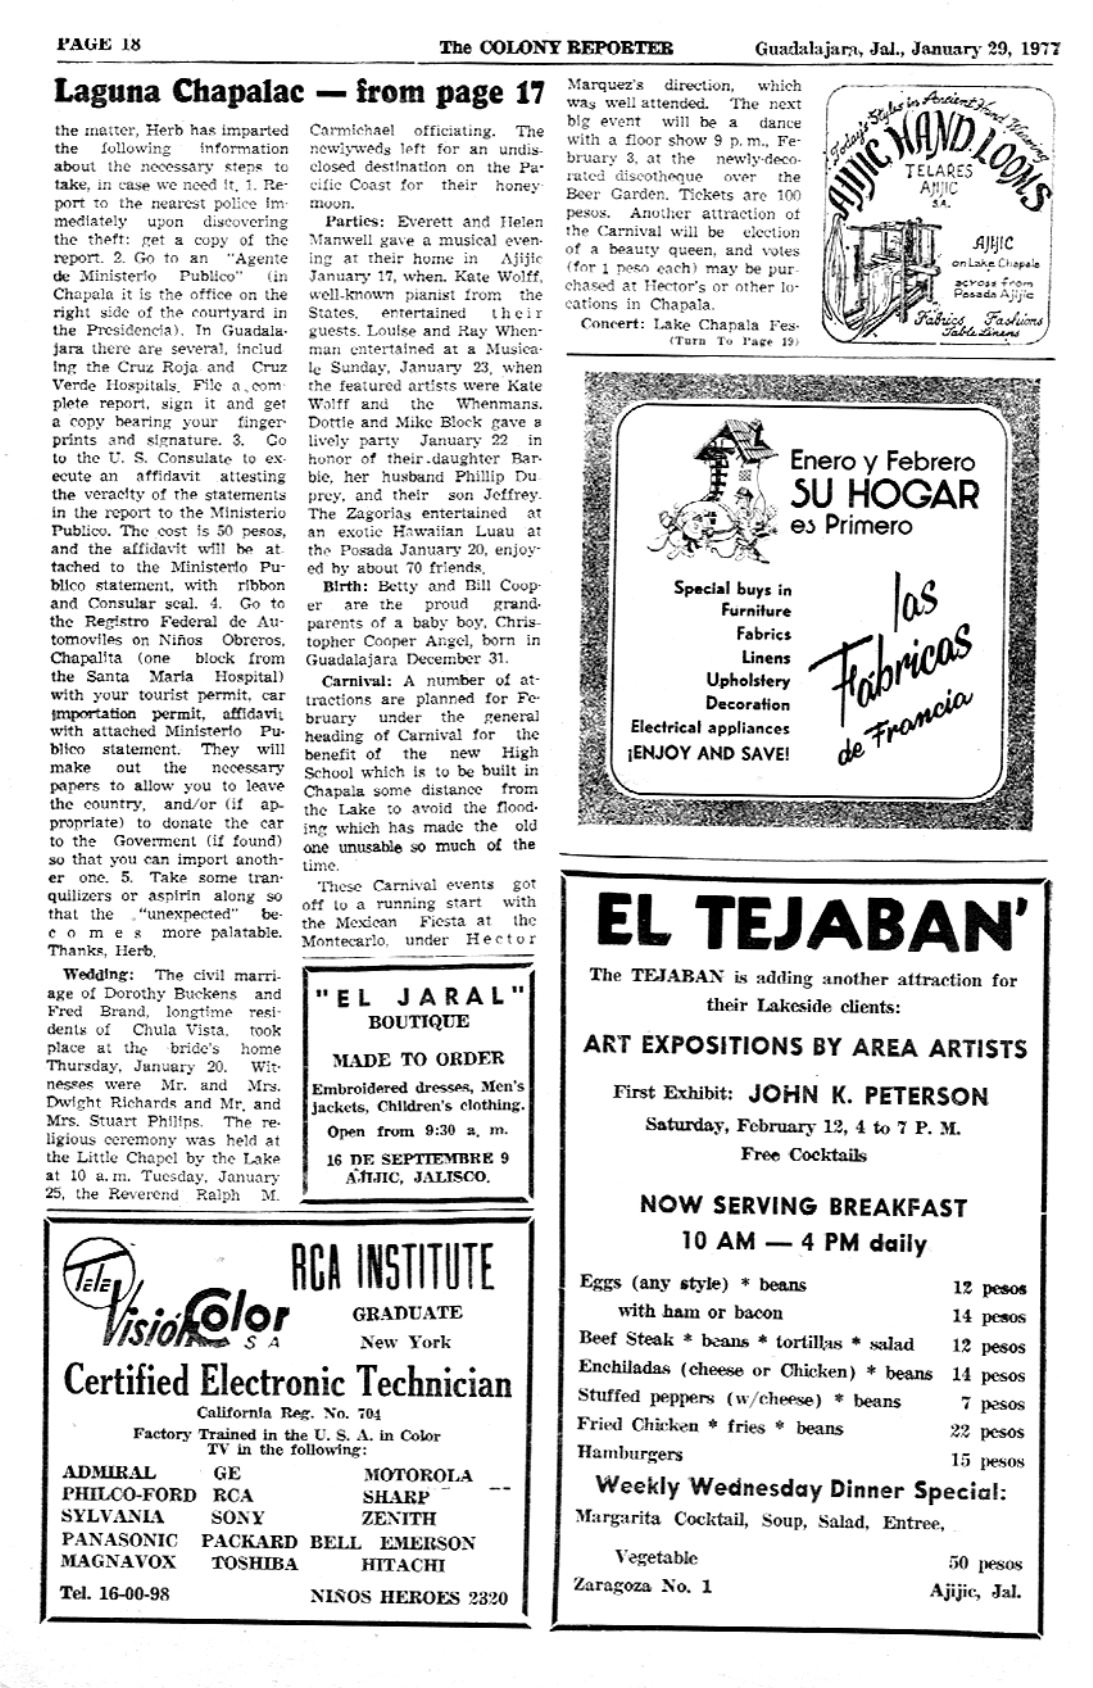 PAGE 18
The COLONY REPORTER
Guadalajara, Jal., January 29, 1977
Laguna Chapalac — from page 17
the matter, Herb has imparted
the following information
about the necessary steps to
take, in case we need it. 1. Re-
port to the nearest police im-
mediately upon discovering
the theft: get a copy of the
report. 2. Go to an "Agente
de Ministerio Publico" (in
Chapala it is the office on the
right side of the courtyard in
the Presidencia). In Guadala-
jara there are several, includ
ing the Cruz Roja and Cruz
Verde Hospitals. File a com-
plete report, sign it and get
a copy bearing your finger-
prints and signature. 3. Go
to the U. S. Consulate to ex-
ecute an affidavit attesting
the veracity of the statements
in the report to the Ministerio
Publico. The cost is 50 pesos,
and the affidavit will be at-
tached to the Ministerio Pu-
blico statement, with ribbon
and Consular seal. 4. Go to
the Registro Federal de Au-
tomoviles on Niños Obreros,
Chapalita (one block from
the Santa Maria Hospital)
with your tourist permit, car
importation permit, affidavit
with attached Ministerio Pu-
blico statement. They will
make out the necessary
papers to allow you to leave
the country, and/or (if ap-
propriate) to donate the car
to the Goverment (if found)
so that you can import anoth-
er one. 5. Take some tran-
quilizers or aspirin along so
that the "unexpected" be-
c o m e s more palatable.
Thanks, Herb.
Wedding: The civil marri-
age of Dorothy Buckens and
Fred Brand, longtime resi-
dents of Chula Vista, took
place at the bride's home
Thursday, January 20. Wit-
nesses were Mr. and Mrs.
Dwight Richards and Mr. and
Mrs. Stuart Philips. The re-
ligious ceremony was held at
the Little Chapel by the Lake
at 10 a.m. Tuesday, January
25, the Reverend Ralph M.
Carmichael officiating. The
newlyweds left for an undis-
closed destination on the Pa-
cific Coast for their honey-
moon.
Parties: Everett and Helen
Manwell gave a musical even-
ing at their home in Ajijic
January 17, when. Kate Wolff,
well-known pianist from the
States, entertained t h e i r
guests. Louise and Ray When-
man entertained at a Musica-
le Sunday, January 23, when
the featured artists were Kate
Wolff and the Whenmans.
Dottie and Mike Block gave a
lively party January 22 in
honor of their daughter Bar-
bie, her husband Phillip Du
prey, and their son Jeffrey.
The Zagorias entertained at
an exotic Hawaiian Luau at
the Posada January 20, enjoy-
ed by about 70 friends.
Birth: Betty and Bill Coop-
er are the proud grand-
parents of a baby boy, Chris-
topher Cooper Angel, born in
Guadalajara December 31.
Carnival: A number of at-
tractions are planned for Fe-
bruary under the general
heading of Carnival for the
benefit of the new High
School which is to be built in
Chapala some distance from
the Lake to avoid the flood-
ing which has made the old
one unusable so much of the
time.
These Carnival events got
off to a running start with
the Mexican Fiesta at the
Montecarlo, under H e c t o r
Marquez's direction, which
was well attended. The next
big event will be a dance
with a floor show 9 p.m., Fe-
bruary 3, at the newly-deco-
rated discotheque over the
Beer Garden. Tickets are 100
pesos. Another attraction of
the Carnival will be election
of a beauty queen, and votes
(for 1 peso each) may be pur-
chased at Hector's or other lo-
cations in Chapala.
Concert: Lake Chapala Fes-
(Turn To Page 19)
Today's Styles in Ancient Hand Weaving
AJIJIC HAND LOOMS
TELARES
AJIJIC
S.A.
AJIJIC
on Lake Chapala
across from
Posada Ajijic
Fabrics Fashions
Table Linens
Enero y Febrero
SU HOGAR
es Primero
Special buys in
Furniture
Fabrics
Linens
Upholstery
Decoration
Electrical appliances
¡ENJOY AND SAVE!
las
Fábricas
de Francia
"EL JARAL"
BOUTIQUE
MADE TO ORDER
Embroidered dresses, Men's
jackets, Children's clothing.
Open from 9:30 a. m.
16 DE SEPTIEMBRE 9
AJIJIC, JALISCO.
Tele
Visión Color
S A
RCA INSTITUTE
GRADUATE
New York
Certified Electronic Technician
California Reg. No. 704
Factory Trained in the U. S. A. in Color
TV in the following:
ADMIRAL GE MOTOROLA
PHILCO-FORD RCA SHARP
SYLVANIA SONY ZENITH
PANASONIC PACKARD BELL EMERSON
MAGNAVOX TOSHIBA HITACHI
Tel. 16-00-98 NIÑOS HEROES 2320
EL TEJABAN'
The TEJABAN is adding another attraction for
their Lakeside clients:
ART EXPOSITIONS BY AREA ARTISTS
First Exhibit: JOHN K. PETERSON
Saturday, February 12, 4 to 7 P. M.
Free Cocktails
NOW SERVING BREAKFAST
10 AM — 4 PM daily
Eggs (any style) * beans 12 pesos
with ham or bacon 14 pesos
Beef Steak * beans * tortillas * salad 12 pesos
Enchiladas (cheese or Chicken) * beans 14 pesos
Stuffed peppers (w/cheese) * beans 7 pesos
Fried Chicken * fries * beans 22 pesos
Hamburgers 15 pesos
Weekly Wednesday Dinner Special:
Margarita Cocktail, Soup, Salad, Entree,
Vegetable 50 pesos
Zaragoza No. 1 Ajijic, Jal.